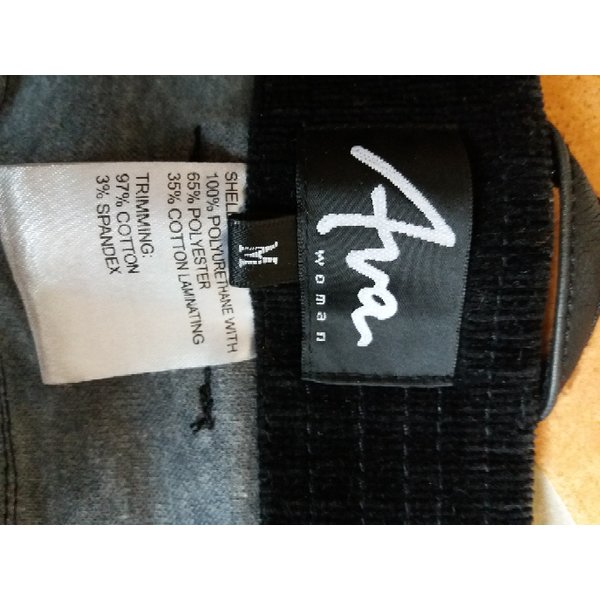 Ava
woman
M
SHELL
100% POLYURETHANE WITH
65% POLYESTER
35% COTTON LAMINATING
TRIMMING:
97% COTTON
3% SPANDEX